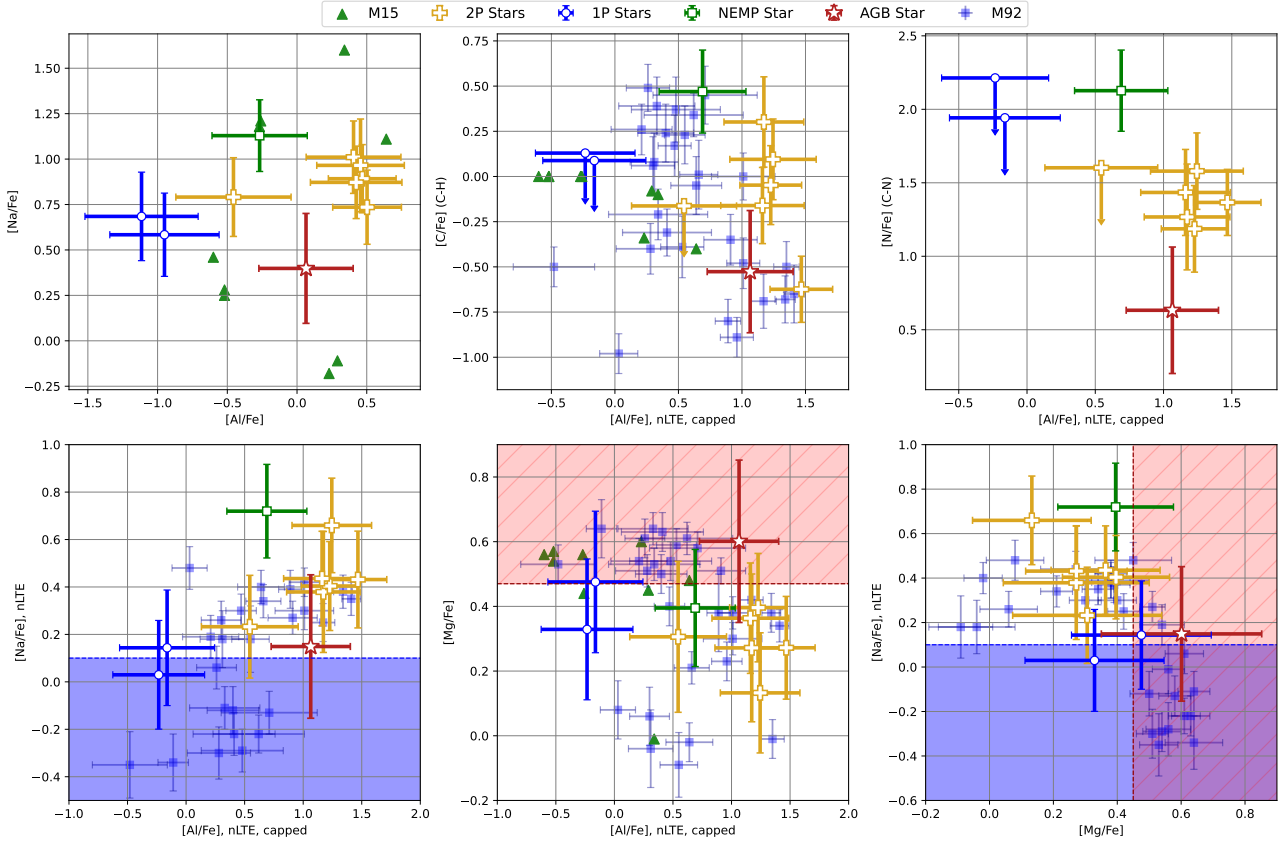 M15 2P Stars 1P Stars NEMP Star AGB Star M92
1.50
1.25
1.00
0.75
0.50
0.25
0.00
−0.25
[Na/Fe]
−1.5 −1.0 −0.5 0.0 0.5
[Al/Fe]
0.75
0.50
0.25
0.00
−0.25
−0.50
−0.75
−1.00
[C/Fe] (C-H)
−0.5 0.0 0.5 1.0 1.5
[Al/Fe], nLTE, capped
2.5
2.0
1.5
1.0
0.5
[N/Fe] (C-N)
−0.5 0.0 0.5 1.0 1.5
[Al/Fe], nLTE, capped
1.0
0.8
0.6
0.4
0.2
0.0
−0.2
−0.4
[Na/Fe], nLTE
−1.0 −0.5 0.0 0.5 1.0 1.5 2.0
[Al/Fe], nLTE, capped
0.8
0.6
0.4
0.2
0.0
−0.2
[Mg/Fe]
−1.0 −0.5 0.0 0.5 1.0 1.5 2.0
[Al/Fe], nLTE, capped
1.0
0.8
0.6
0.4
0.2
0.0
−0.2
−0.4
−0.6
[Na/Fe], nLTE
−0.2 0.0 0.2 0.4 0.6 0.8
[Mg/Fe]